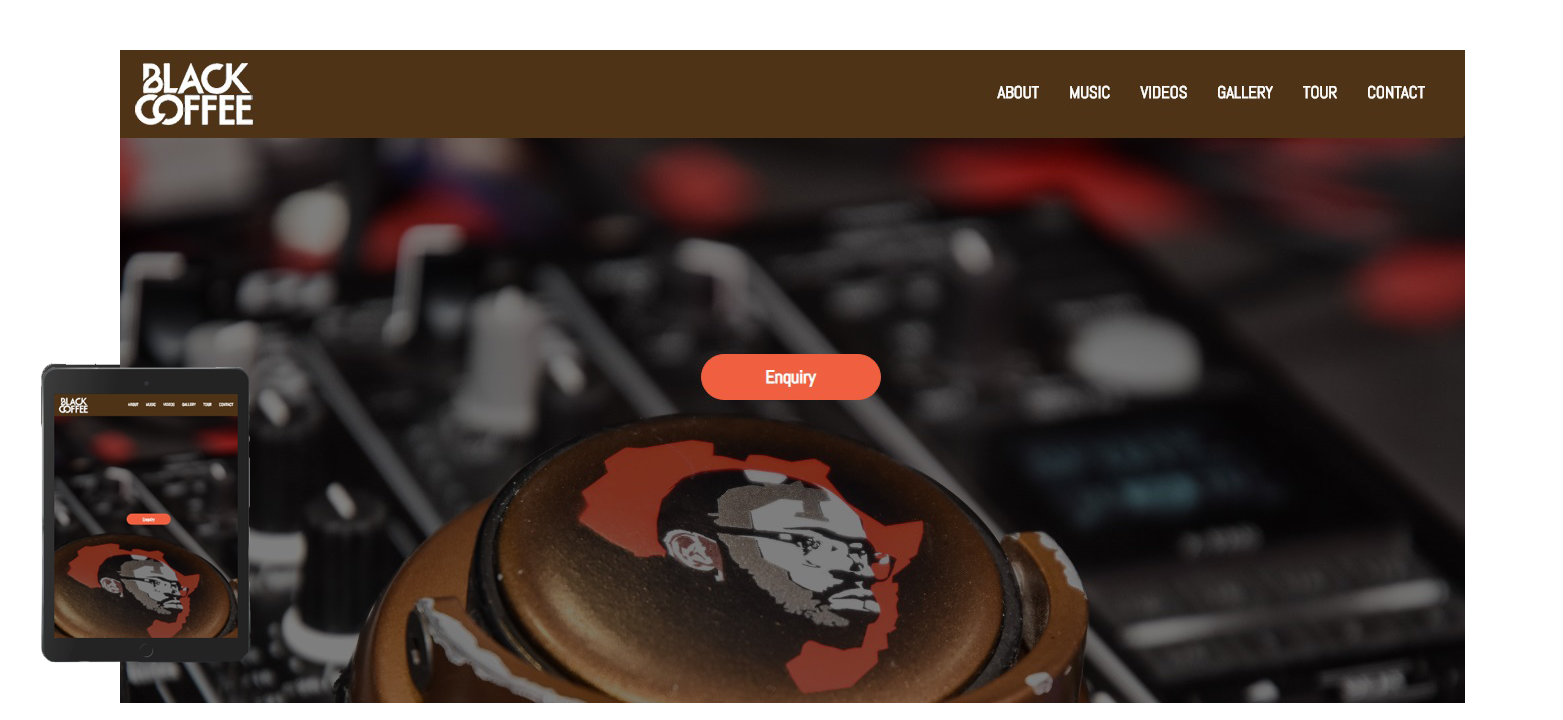 BLACK
COFFEE
ABOUT MUSIC VIDEOS GALLERY TOUR CONTACT
Enquiry
BLACK
COFFEE
ABOUT MUSIC VIDEOS GALLERY TOUR CONTACT
Enquiry